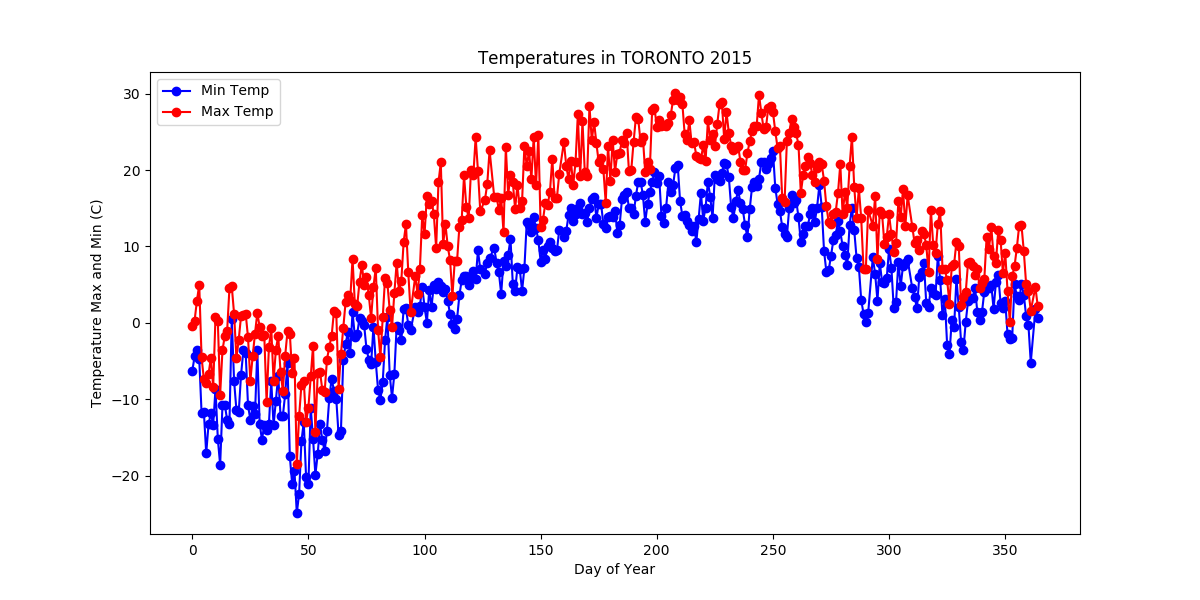 Temperatures in TORONTO 2015
Min Temp
Max Temp
30
20
10
0
−10
−20
Temperature Max and Min (C)
0 50 100 150 200 250 300 350
Day of Year